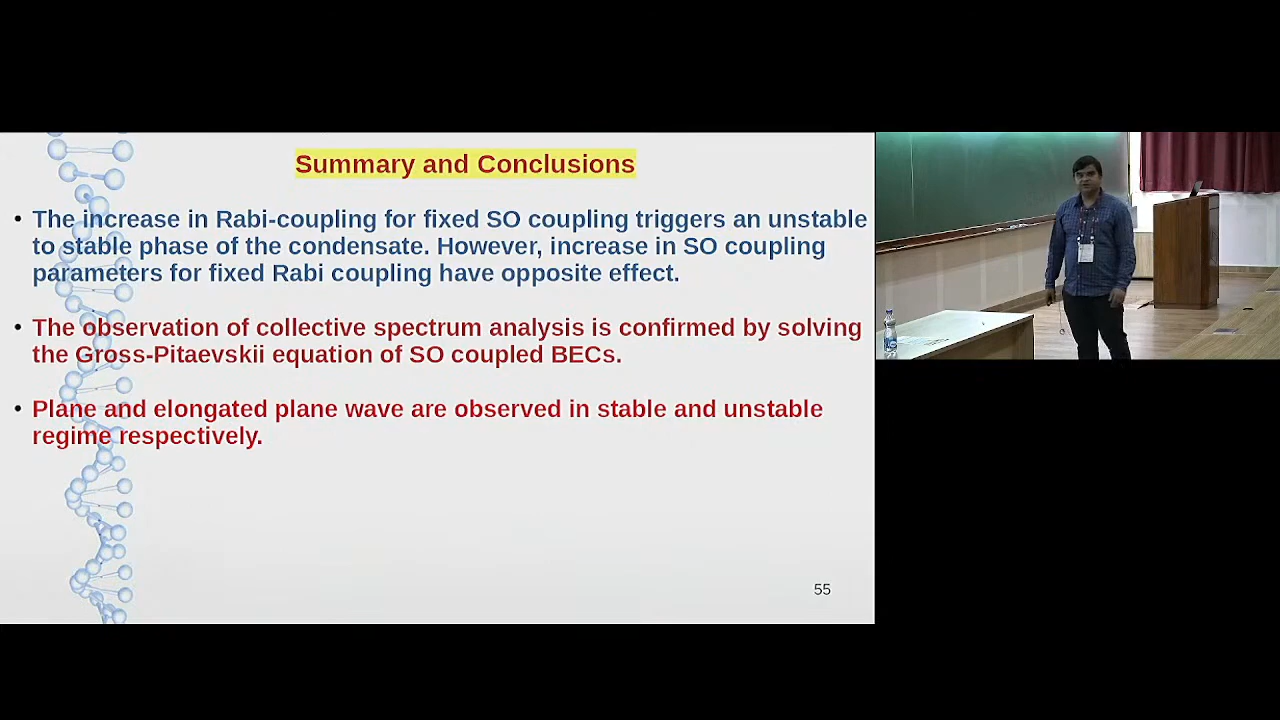 Summary and Conclusions
• The increase in Rabi-coupling for fixed SO coupling triggers an unstable
to stable phase of the condensate. However, increase in SO coupling
parameters for fixed Rabi coupling have opposite effect.
• The observation of collective spectrum analysis is confirmed by solving
the Gross-Pitaevskii equation of SO coupled BECs.
• Plane and elongated plane wave are observed in stable and unstable
regime respectively.
55